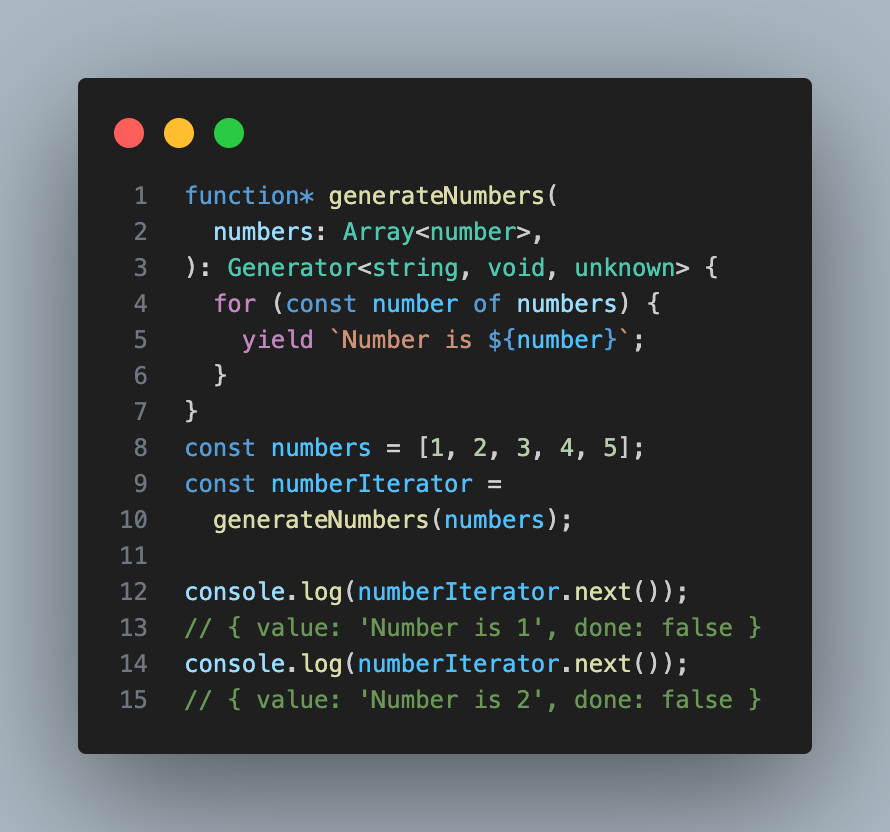 1 function* generateNumbers(
2   numbers: Array<number>,
3 ): Generator<string, void, unknown> {
4   for (const number of numbers) {
5     yield `Number is ${number}`;
6   }
7 }
8 const numbers = [1, 2, 3, 4, 5];
9 const numberIterator =
10   generateNumbers(numbers);
11
12 console.log(numberIterator.next());
13 // { value: 'Number is 1', done: false }
14 console.log(numberIterator.next());
15 // { value: 'Number is 2', done: false }